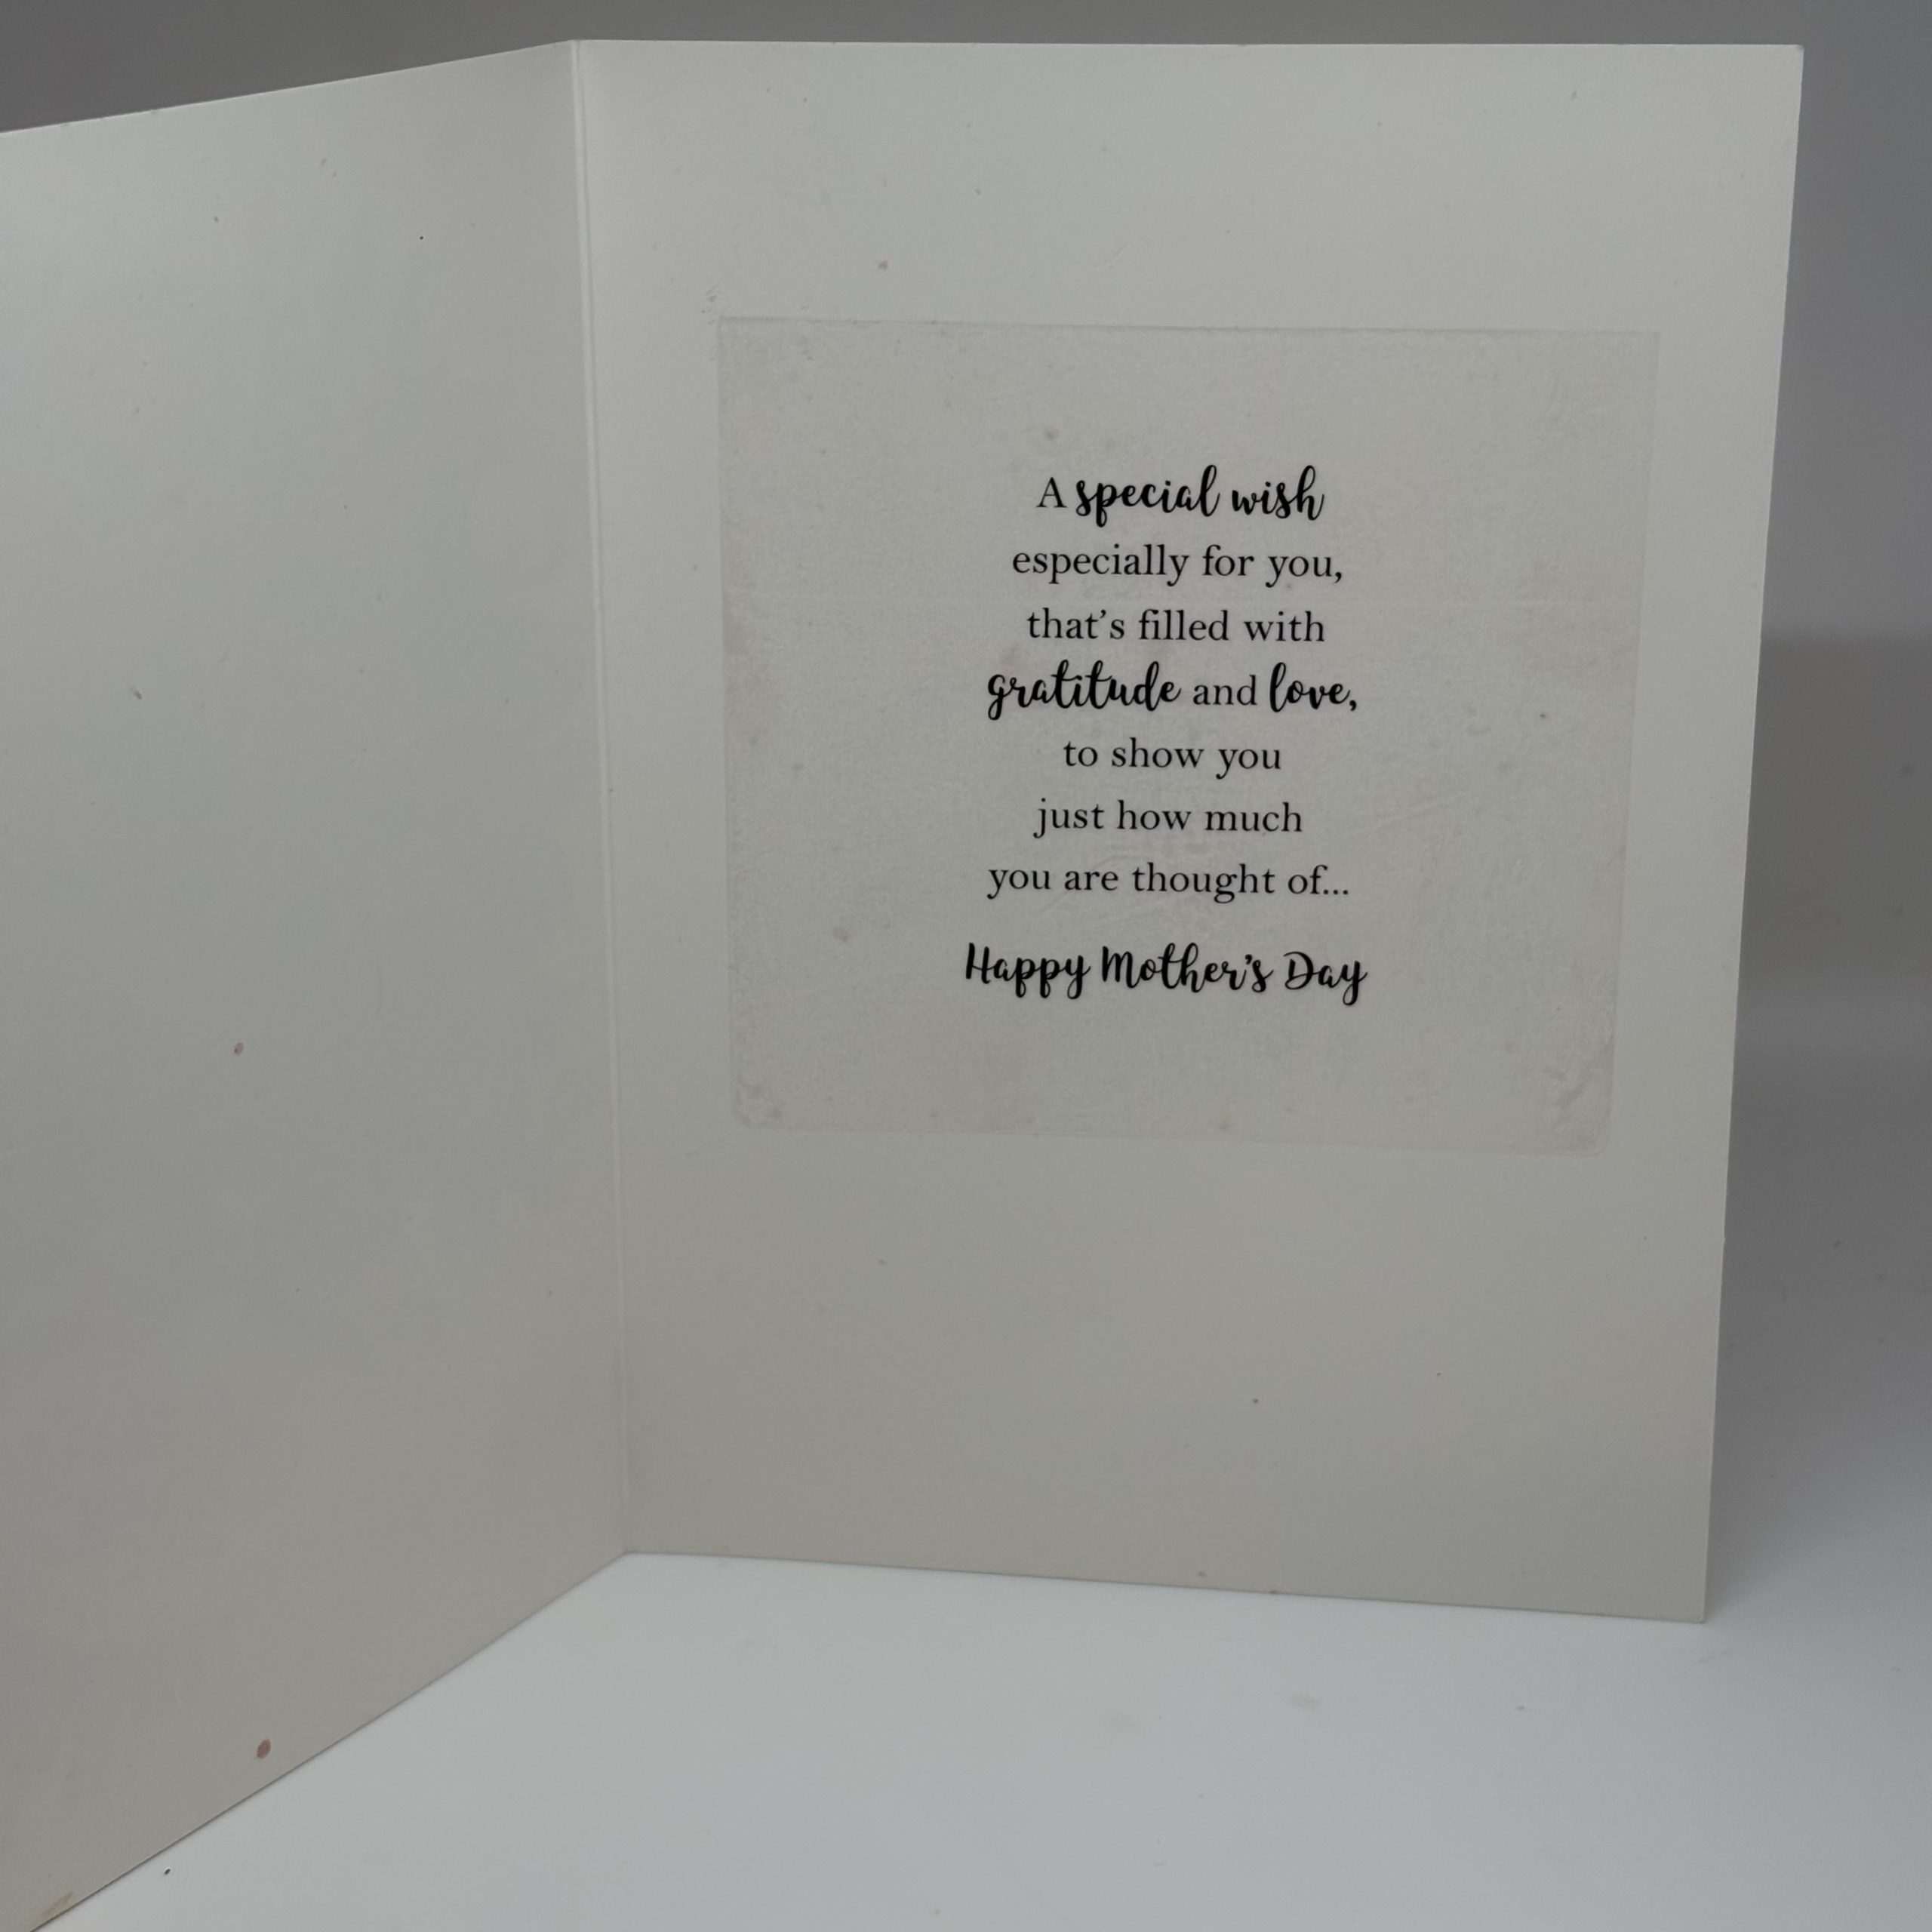 A special wish
especially for you,
that’s filled with
gratitude and love,
to show you
just how much
you are thought of...
Happy Mother’s Day